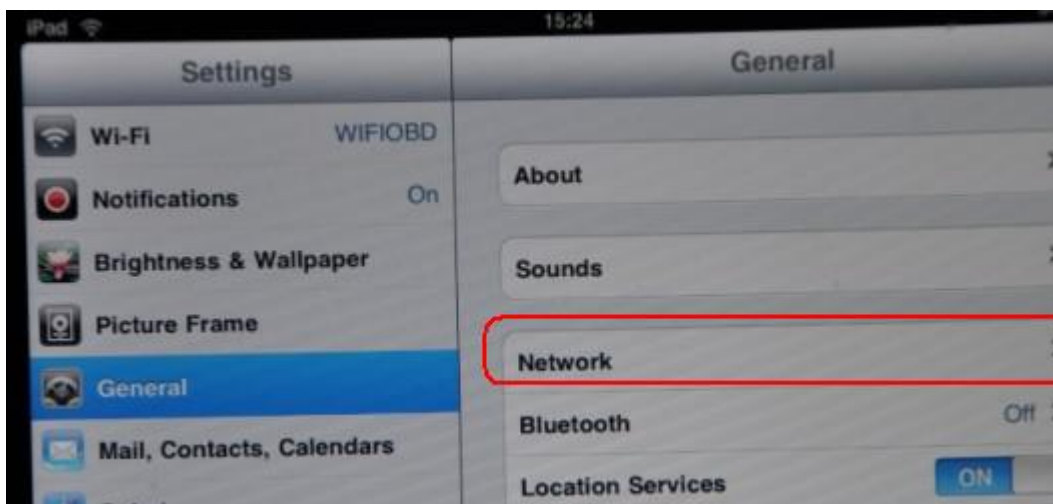 iPad 15:24
Settings
General
Wi-Fi WIFIOBD
Notifications On
Brightness & Wallpaper
Picture Frame
General
Mail, Contacts, Calendars
About
Sounds
Network
Bluetooth Off
Location Services ON